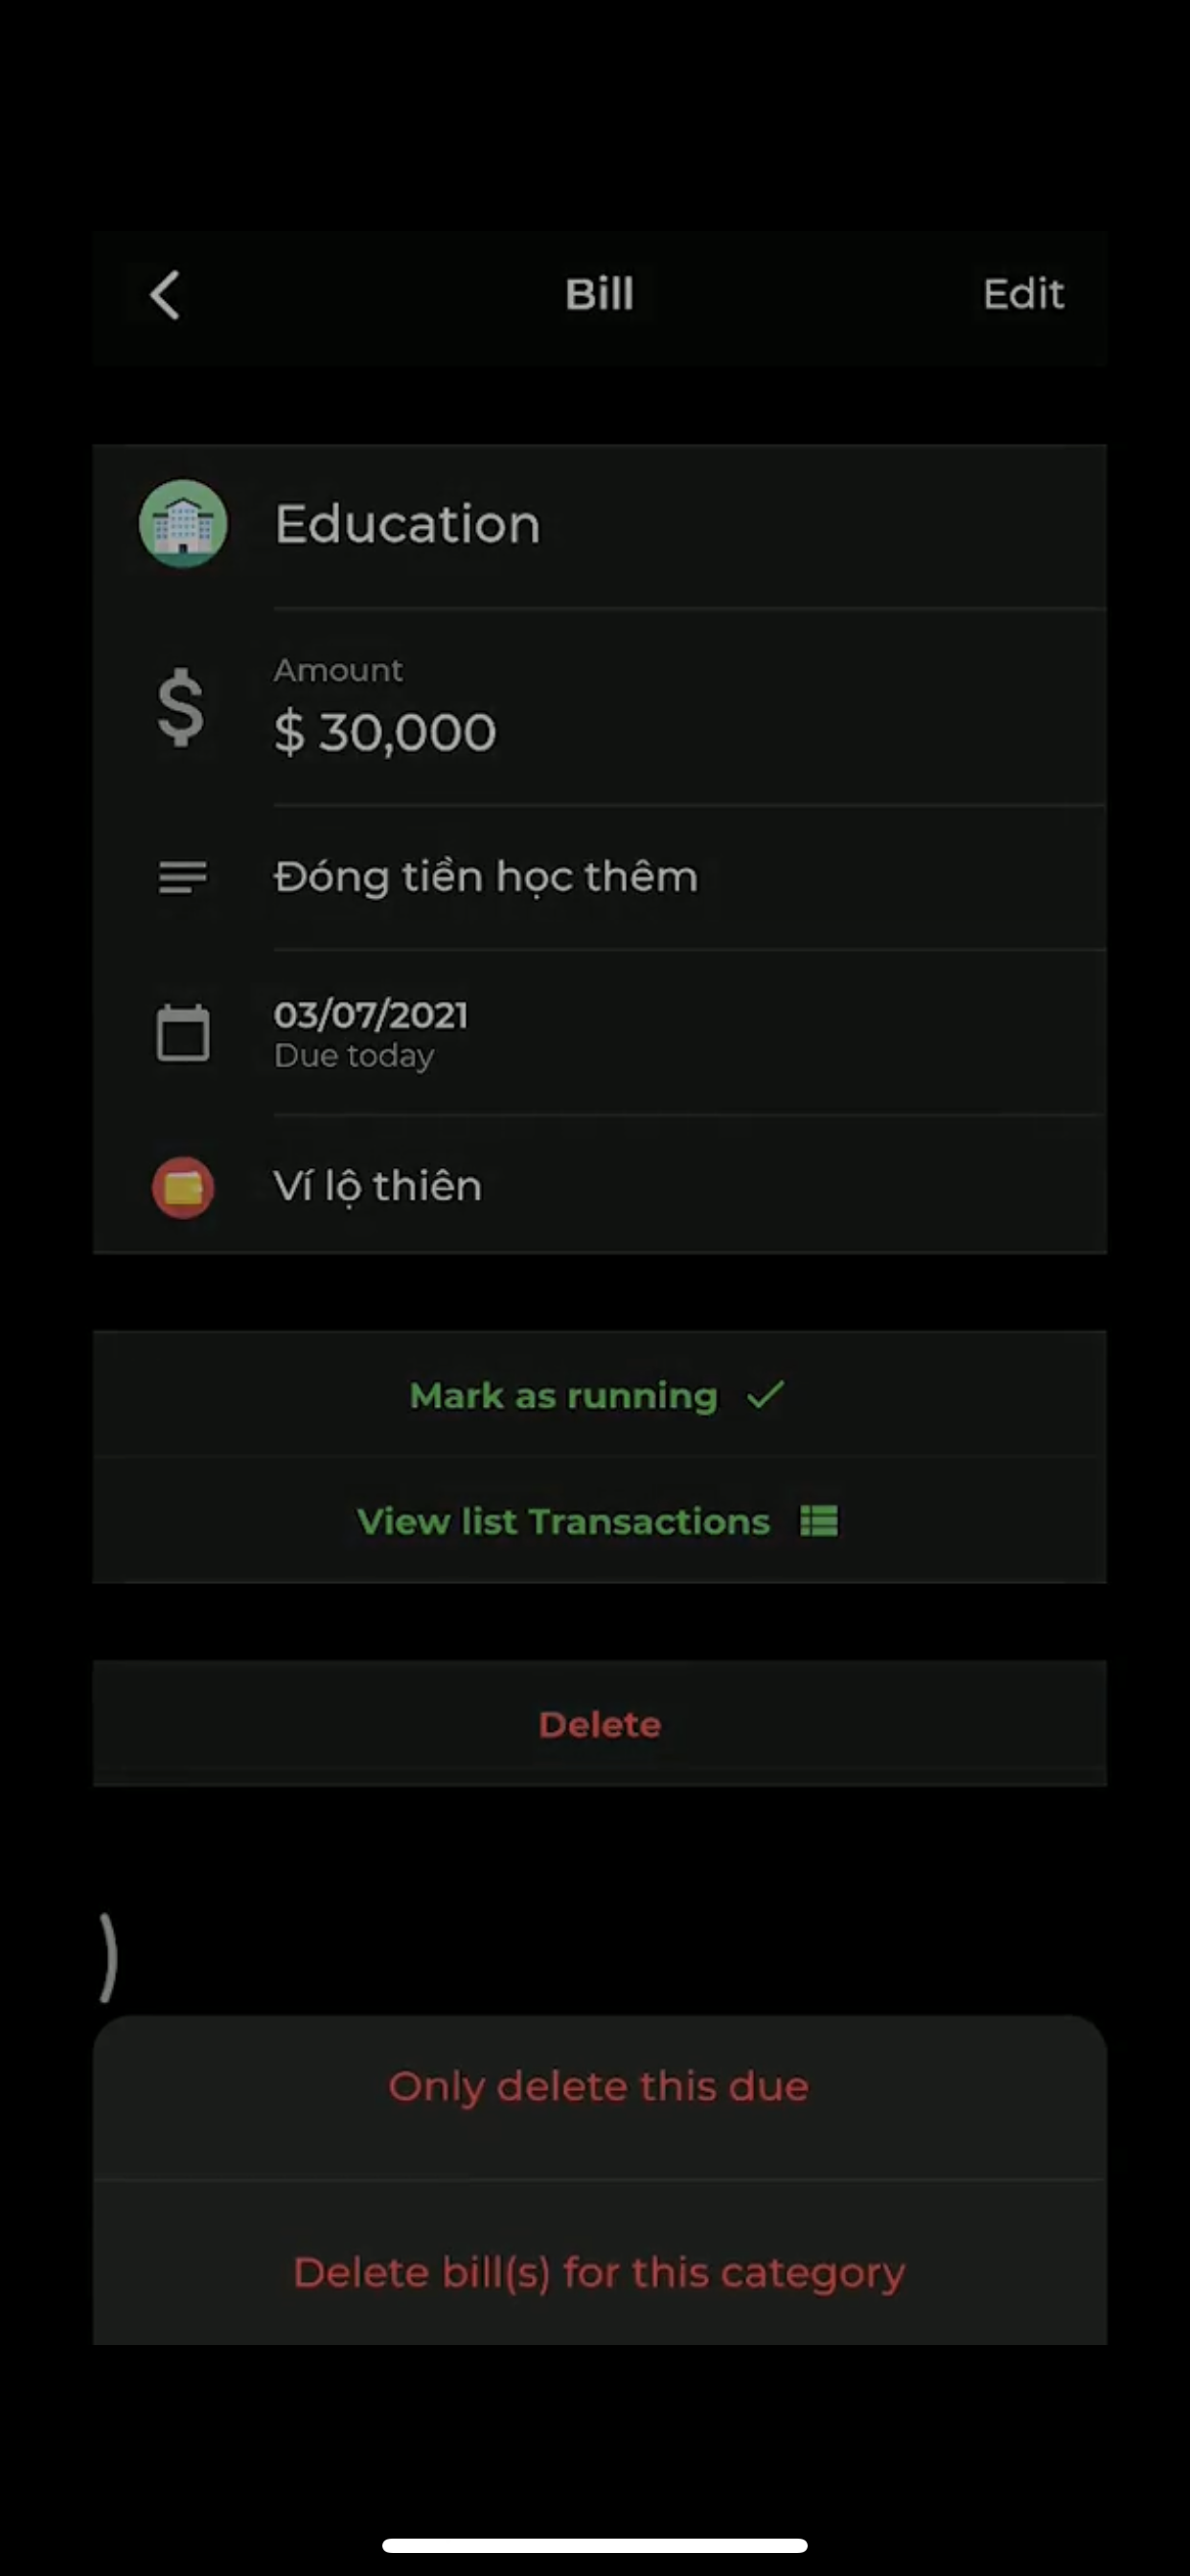 Bill
Edit
Education
Amount
$ 30,000
Đóng tiền học thêm
03/07/2021
Due today
Ví lộ thiên
Mark as running
View list Transactions
Delete
Only delete this due
Delete bill(s) for this category